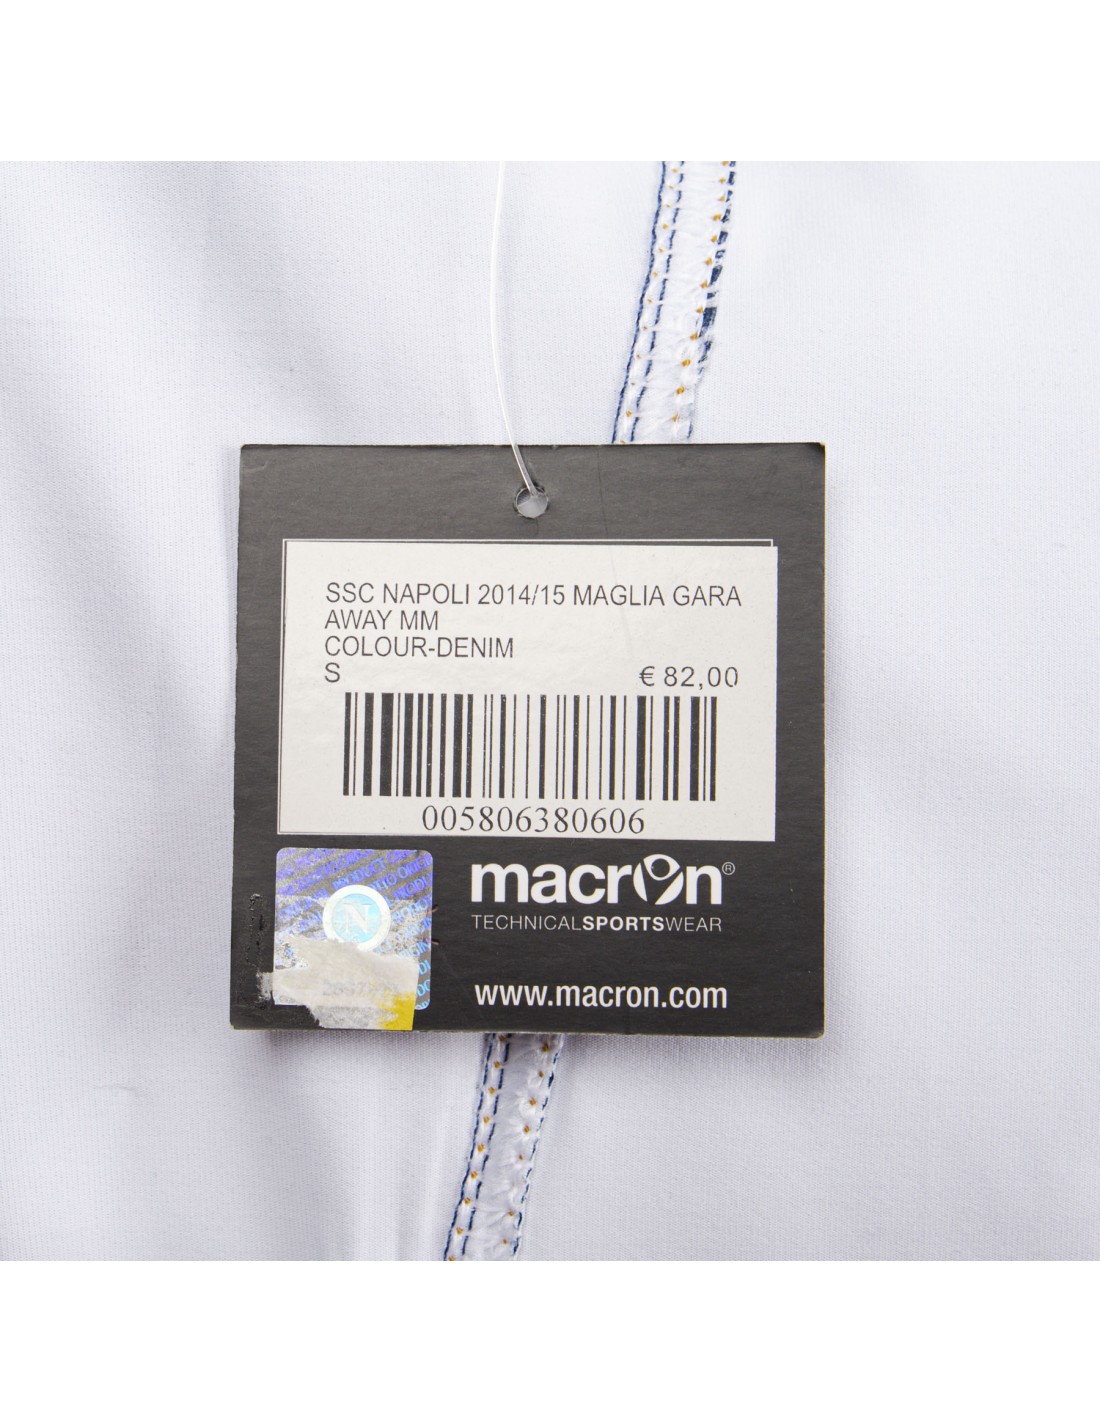 SSC NAPOLI 2014/15 MAGLIA GARA
AWAY MM
COLOUR-DENIM
S € 82,00
005806380606
macron®
TECHNICALSPORTSWEAR
N
www.macron.com